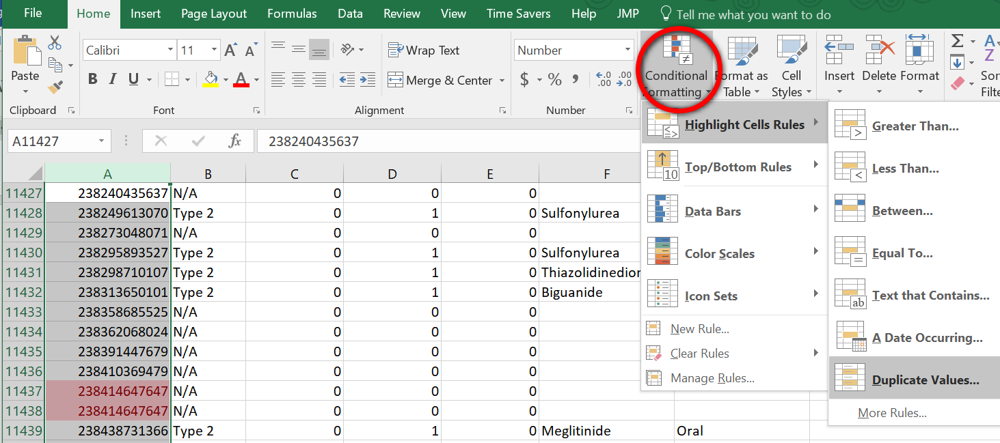 File Home Insert Page Layout Formulas Data Review View Time Savers Help JMP Tell me what you want to do
Paste
Clipboard
Calibri 11 A A
B I U A
Font
Wrap Text
Merge & Center
Alignment
Number
$ % , .0 .00 .00 .0
Number
Conditional Formatting
Format as Table
Cell Styles
Insert Delete Format
A11427 fx 238240435637
A B C D E F
11427 238240435637 N/A 0 0 0
11428 238249613070 Type 2 0 1 0 Sulfonylurea
11429 238273048071 N/A 0 0 0
11430 238295893527 Type 2 0 1 0 Sulfonylurea
11431 238298710107 Type 2 0 1 0 Thiazolidinedion
11432 238313650101 Type 2 0 1 0 Biguanide
11433 238358685525 N/A 0 0 0
11434 238362068024 N/A 0 0 0
11435 238391447679 N/A 0 0 0
11436 238410369479 N/A 0 0 0
11437 238414647647 N/A 0 0 0
11438 238414647647 N/A 0 0 0
11439 238438731366 Type 2 0 1 0 Meglitinide Oral
Highlight Cells Rules
Top/Bottom Rules
Data Bars
Color Scales
Icon Sets
New Rule...
Clear Rules
Manage Rules...
Greater Than...
Less Than...
Between...
Equal To...
Text that Contains...
A Date Occurring...
Duplicate Values...
More Rules...